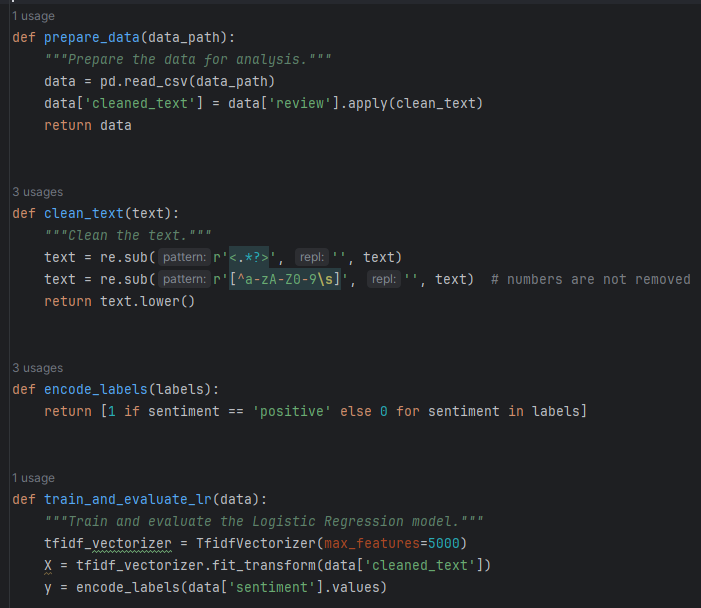 1 usage
def prepare_data(data_path):
"""Prepare the data for analysis."""
data = pd.read_csv(data_path)
data['cleaned_text'] = data['review'].apply(clean_text)
return data
3 usages
def clean_text(text):
"""Clean the text."""
text = re.sub( pattern: r'<.*?>', repl: '', text)
text = re.sub( pattern: r'[^a-zA-Z0-9\s]', repl: '', text)  # numbers are not removed
return text.lower()
3 usages
def encode_labels(labels):
return [1 if sentiment == 'positive' else 0 for sentiment in labels]
1 usage
def train_and_evaluate_lr(data):
"""Train and evaluate the Logistic Regression model."""
tfidf_vectorizer = TfidfVectorizer(max_features=5000)
X = tfidf_vectorizer.fit_transform(data['cleaned_text'])
y = encode_labels(data['sentiment'].values)